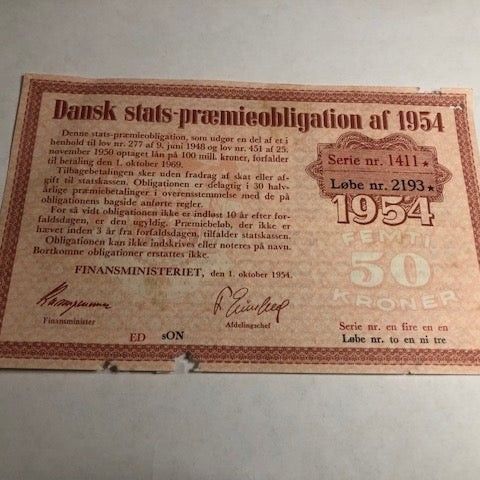 Dansk stats-præmieobligation af 1954
Denne stats-præmieobligation, som udgør en del af et i
henhold til lov nr. 277 af 9. juni 1948 og lov nr. 451 af 25.
november 1950 optaget lån på 100 mill. kroner, forfalder
til betaling den 1. oktober 1969.
Tilbagebetalingen sker uden fradrag af skat eller af-
gift til statskassen. Obligationen er delagtig i 30 halv-
årlige præmieudtrækninger i overensstemmelse med de på
obligationens bagside anførte regler.
For så vidt obligationen ikke er indløst 10 år efter for-
faldsdagen, er den ugyldig. Præmiebeløb, der ikke er
hævet inden 3 år fra forfaldsdagen, tilfalder statskassen.
Obligationen kan ikke indskrives eller noteres på navn.
Bortkomne obligationer erstattes ikke.
FINANSMINISTERIET, den 1. oktober 1954.
Finansminister
Afdelingschef
ED sON
Serie nr. 1411★
Løbe nr. 2193★
1954
50
KRONER
Serie nr. en fire en en
Løbe nr. to en ni tre